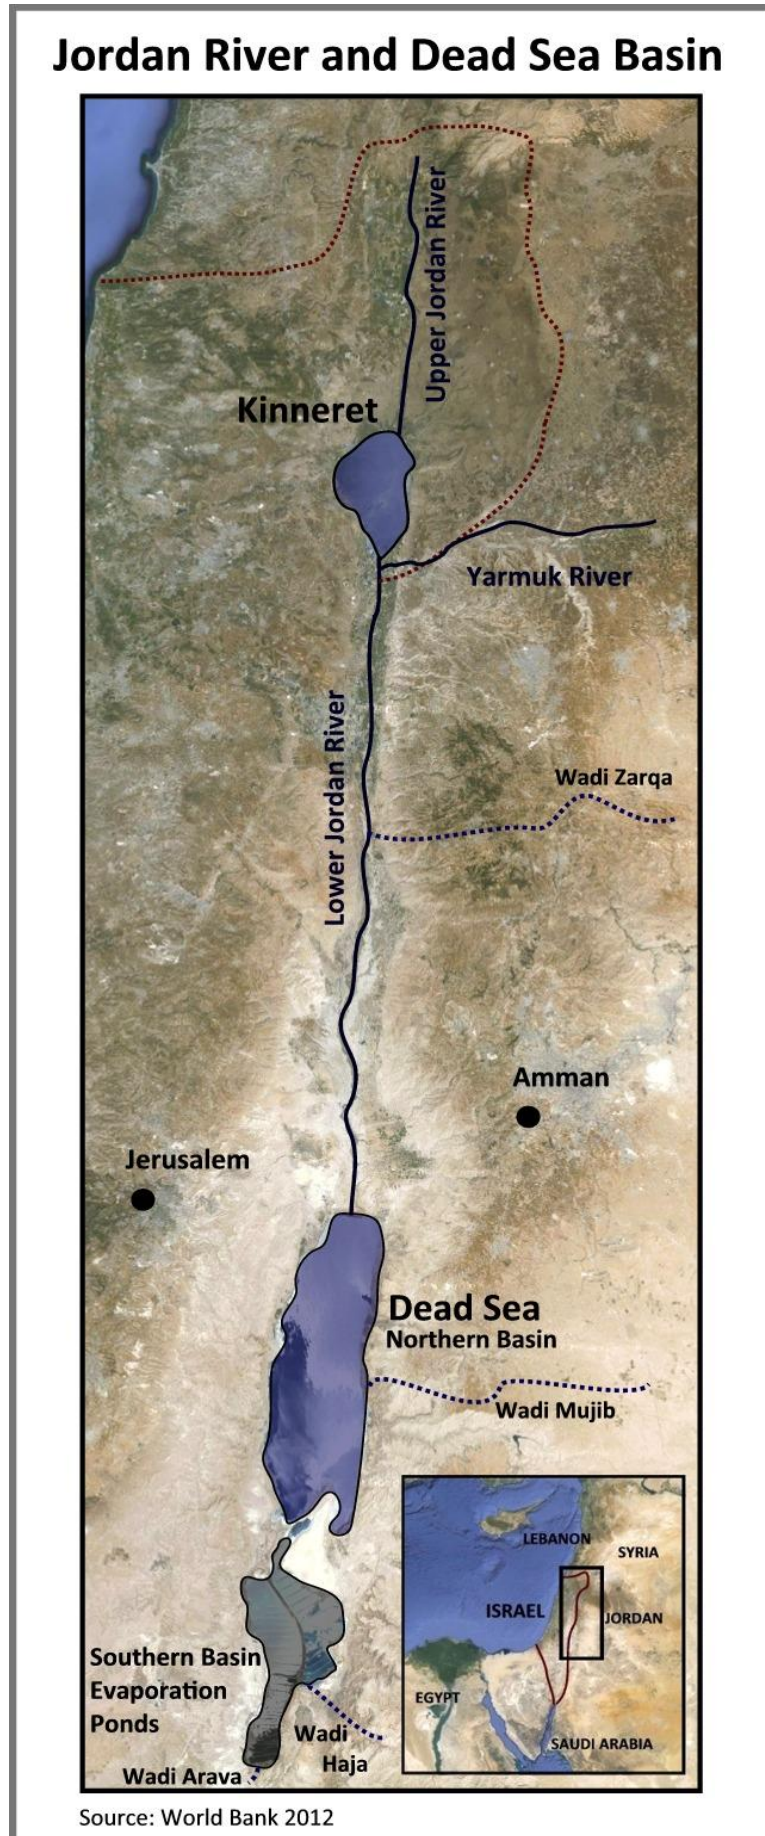 Jordan River and Dead Sea Basin
Upper Jordan River
Kinneret
Yarmuk River
Wadi Zarqa
Lower Jordan River
Amman
Jerusalem
Dead Sea
Northern Basin
Wadi Mujib
LEBANON
SYRIA
ISRAEL
JORDAN
EGYPT
SAUDI ARABIA
Southern Basin
Evaporation
Ponds
Wadi
Haja
Wadi Arava
Source: World Bank 2012